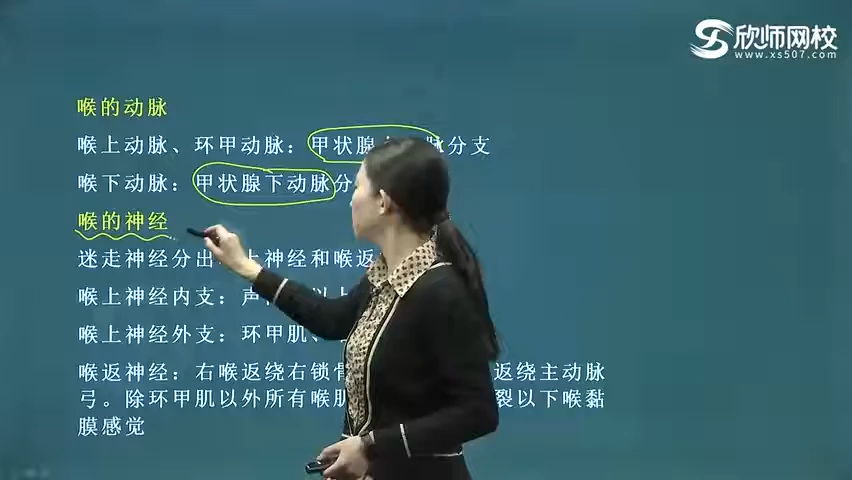 欣师网校
www.xs507.com
喉的动脉
喉上动脉、环甲动脉：甲状腺 脉分支
喉下动脉：甲状腺下动脉分
喉的神经
迷走神经分出 上神经和喉返
喉上神经内支：声 以上
喉上神经外支：环甲肌、
喉返神经：右喉返绕右锁骨 返绕主动脉
弓。除环甲肌以外所有喉肌 裂以下喉黏
膜感觉